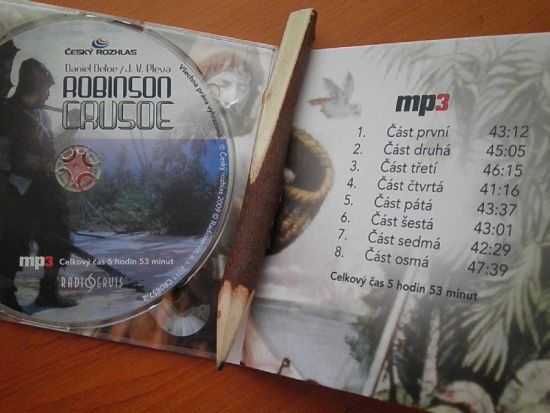 ČESKÝ ROZHLAS
Daniel Defoe / J. V. Pleva
ROBINSON
CRUSOE
Všechna práva vyhrazena.
mp3 Celkový čas 5 hodin 53 minut
RADIOSERVIS
mp3
1. Část první 43:12
2. Část druhá 45:05
3. Část třetí 46:15
4. Část čtvrtá 41:16
5. Část pátá 43:37
6. Část šestá 43:01
7. Část sedmá 42:29
8. Část osmá 47:39
Celkový čas 5 hodin 53 minut